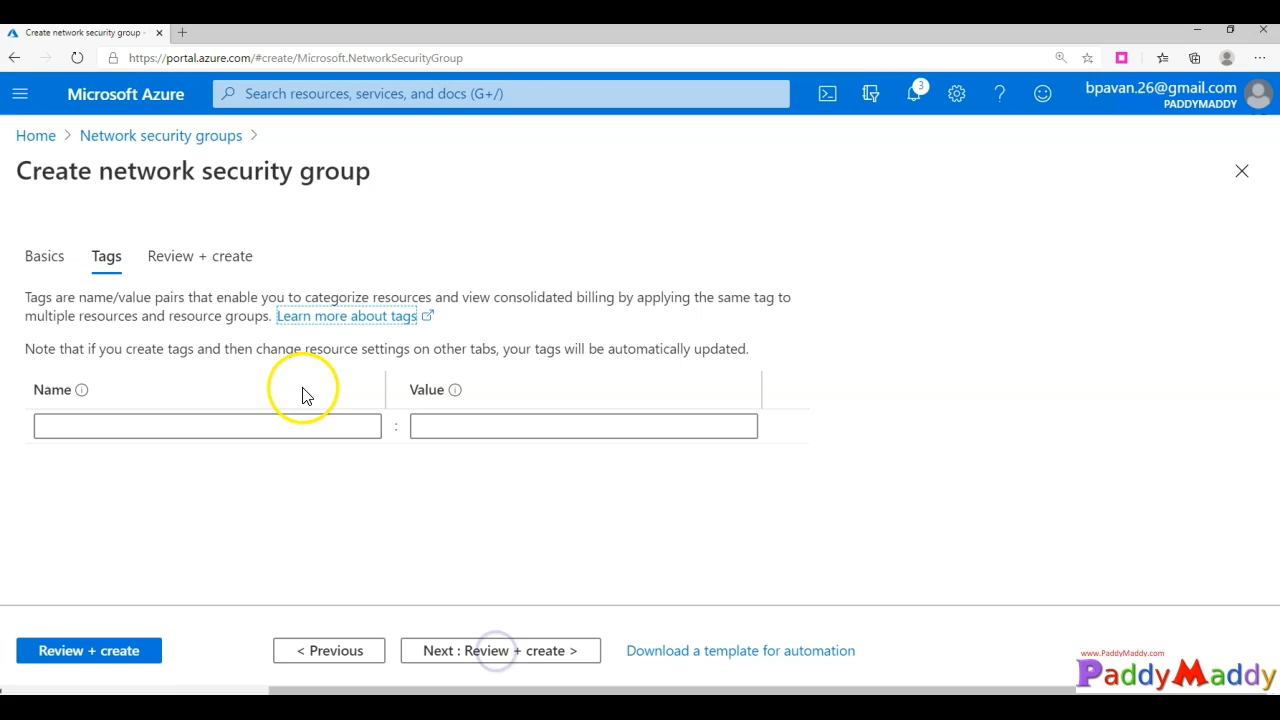 Create network security group -
https://portal.azure.com/#create/Microsoft.NetworkSecurityGroup
Microsoft Azure
Search resources, services, and docs (G+/)
3
bpavan.26@gmail.com
PADDYMADDY
Home > Network security groups >
Create network security group
Basics Tags Review + create
Tags are name/value pairs that enable you to categorize resources and view consolidated billing by applying the same tag to
multiple resources and resource groups. Learn more about tags
Note that if you create tags and then change resource settings on other tabs, your tags will be automatically updated.
Name Value
:
Review + create < Previous Next : Review + create > Download a template for automation
www.PaddyMaddy.com
PaddyMaddy